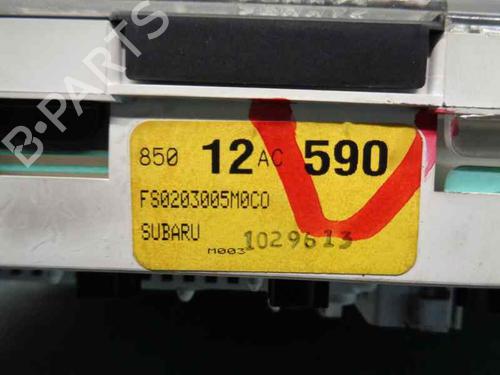 850 12 AC 590
FS0203005M0C0
SUBARU
M003 1029613
B-PARTS